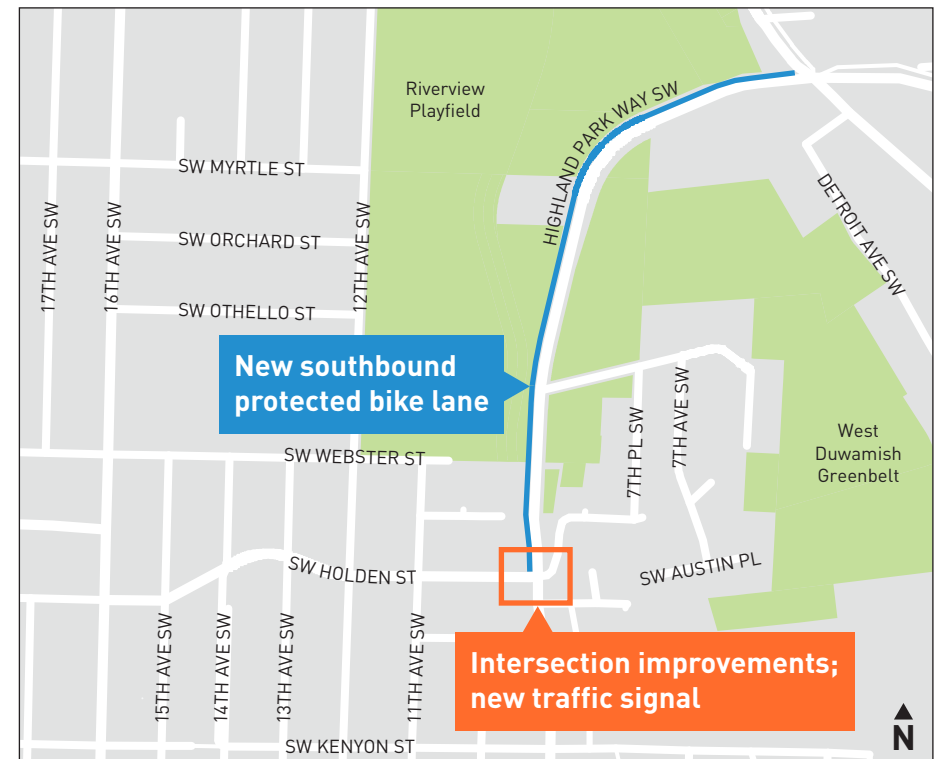 Riverview
Playfield
HIGHLAND PARK WAY SW
SW MYRTLE ST
DETROIT AVE SW
17TH AVE SW
16TH AVE SW
SW ORCHARD ST
12TH AVE SW
SW OTHELLO ST
New southbound
protected bike lane
7TH PL SW
7TH AVE SW
West
Duwamish
Greenbelt
SW WEBSTER ST
SW HOLDEN ST
SW AUSTIN PL
15TH AVE SW
14TH AVE SW
13TH AVE SW
11TH AVE SW
Intersection improvements;
new traffic signal
SW KENYON ST
N